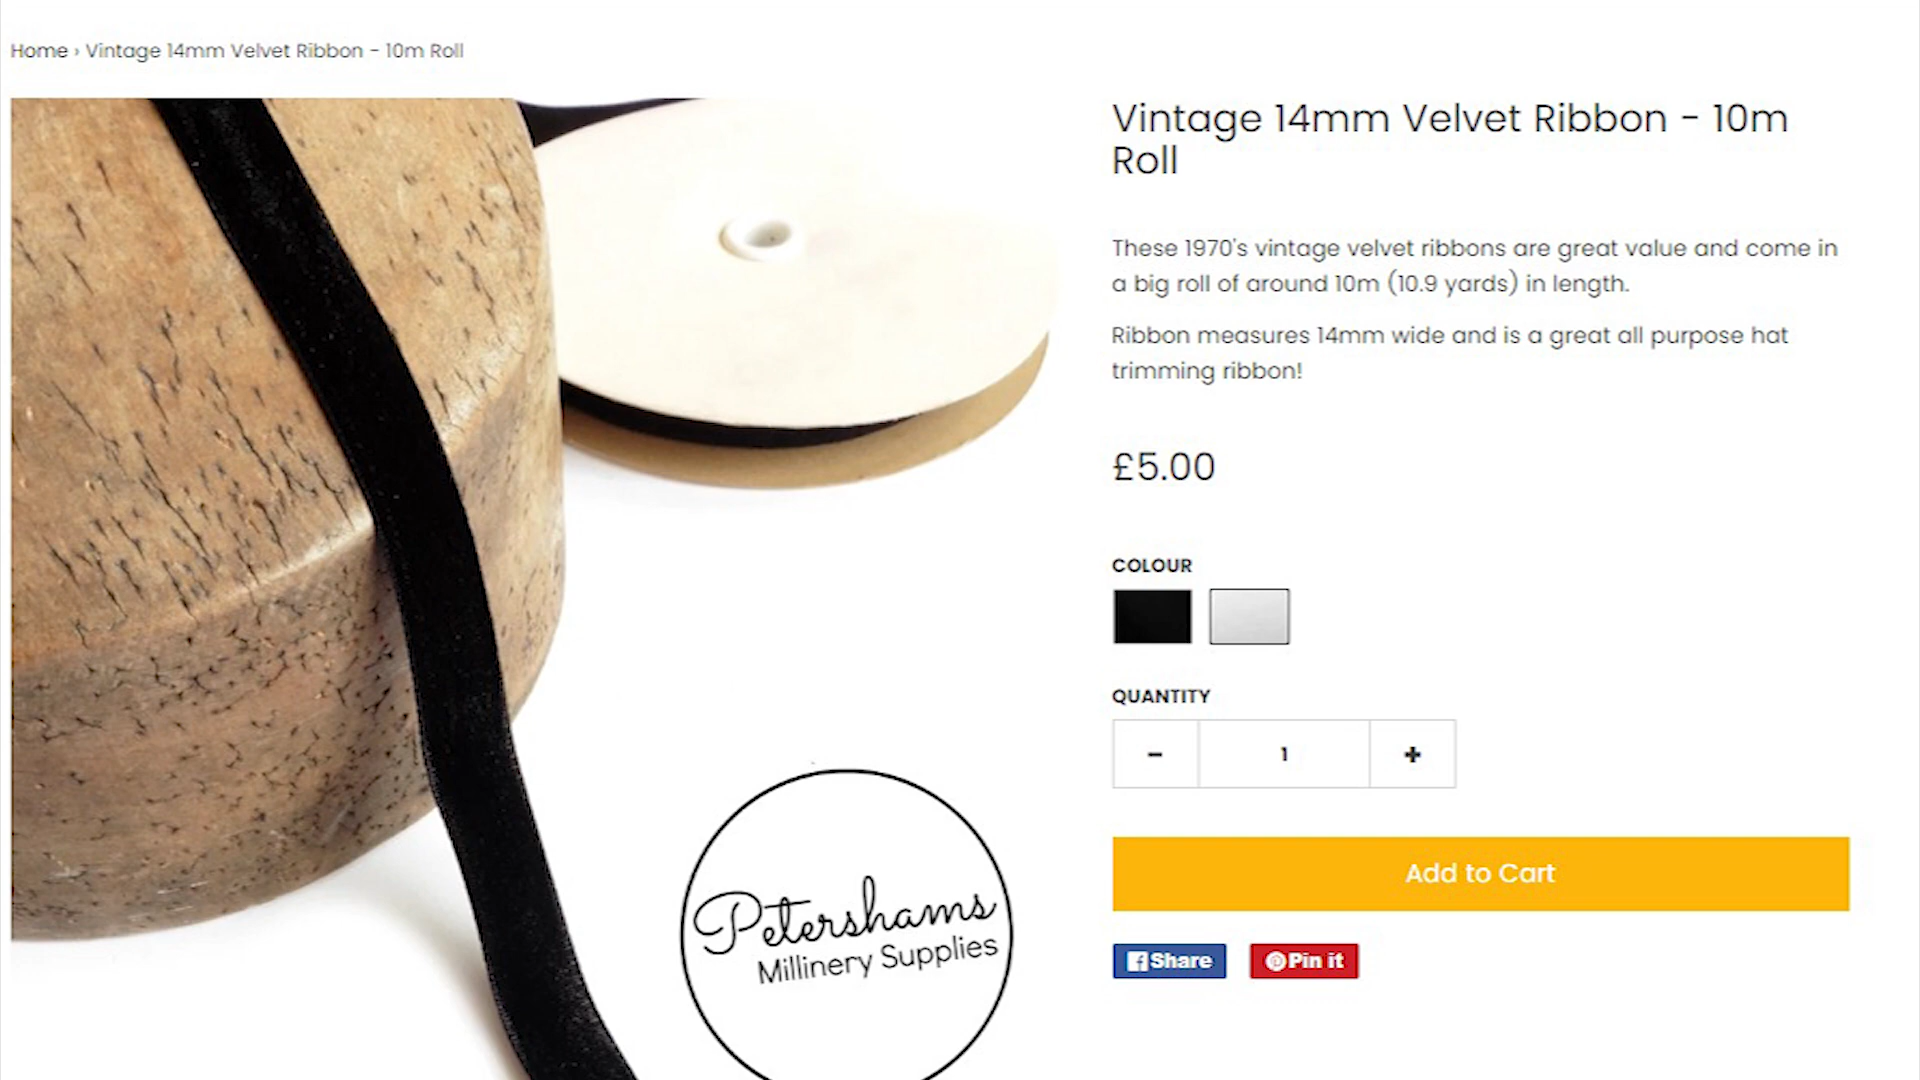 Home › Vintage 14mm Velvet Ribbon - 10m Roll
Vintage 14mm Velvet Ribbon - 10m
Roll
These 1970's vintage velvet ribbons are great value and come in
a big roll of around 10m (10.9 yards) in length.
Ribbon measures 14mm wide and is a great all purpose hat
trimming ribbon!
£5.00
COLOUR
QUANTITY
- 1 +
Add to Cart
Share Pin it
Petershams
Millinery Supplies